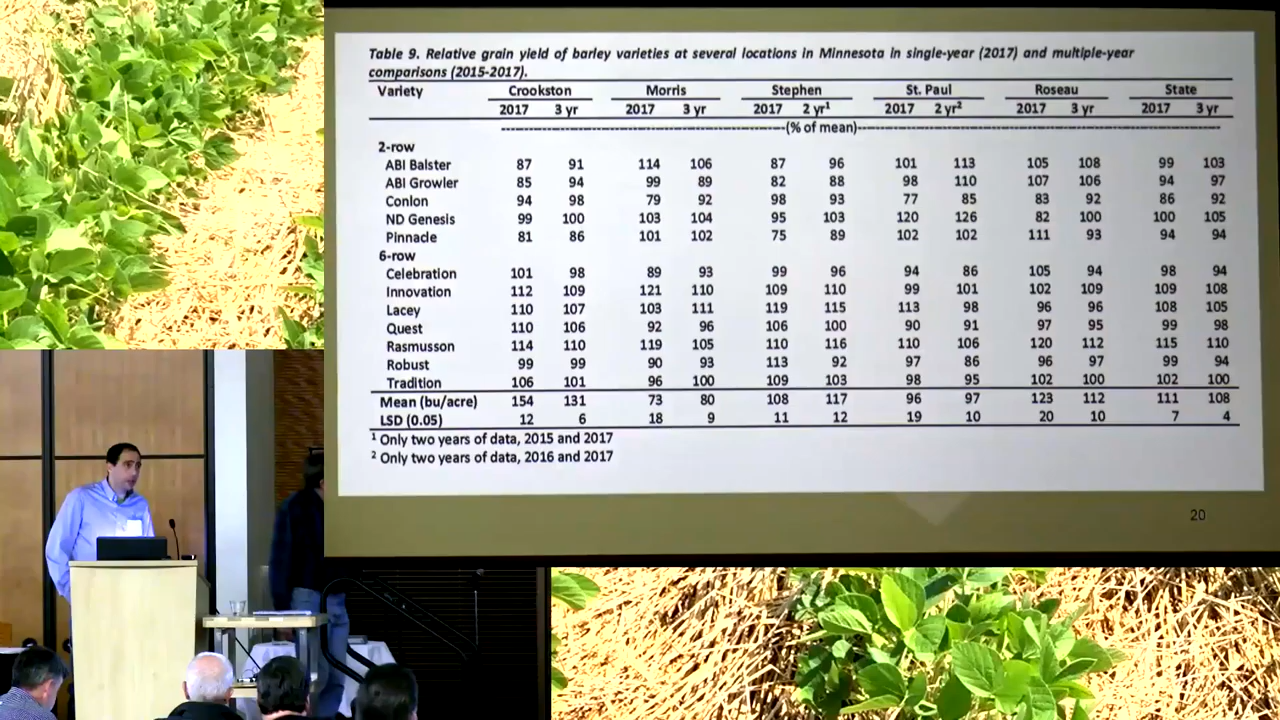 Table 9. Relative grain yield of barley varieties at several locations in Minnesota in single-year (2017) and multiple-year
comparisons (2015-2017).
Variety Crookston Morris Stephen St. Paul Roseau State
2017 3 yr 2017 3 yr 2017 2 yr¹ 2017 2 yr² 2017 3 yr 2017 3 yr
(% of mean)
2-row
ABI Balster 87 91 114 106 87 96 101 113 105 108 99 103
ABI Growler 85 94 99 89 82 88 98 110 107 106 94 97
Conlon 94 98 79 92 98 93 77 85 83 92 86 92
ND Genesis 99 100 103 104 95 103 120 126 82 100 100 105
Pinnacle 81 86 101 102 75 89 102 102 111 93 94 94
6-row
Celebration 101 98 89 93 99 96 94 86 105 94 98 94
Innovation 112 109 121 110 109 110 99 101 102 109 109 108
Lacey 110 107 103 111 119 115 113 98 96 96 108 105
Quest 110 106 92 96 106 100 90 91 97 95 99 98
Rasmusson 114 110 119 105 110 116 110 106 120 112 115 110
Robust 99 99 90 93 113 92 97 86 96 97 99 94
Tradition 106 101 96 100 109 103 98 95 102 100 102 100
Mean (bu/acre) 154 131 73 80 108 117 96 97 123 112 111 108
LSD (0.05) 12 6 18 9 11 12 19 10 20 10 7 4
¹ Only two years of data, 2015 and 2017
² Only two years of data, 2016 and 2017
20